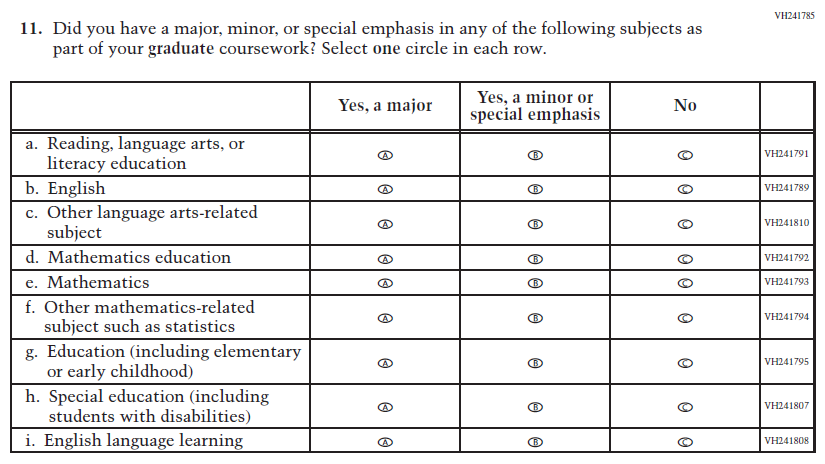 VH241785
11. Did you have a major, minor, or special emphasis in any of the following subjects as
part of your graduate coursework? Select one circle in each row.
Yes, a major
Yes, a minor or
special emphasis
No
a. Reading, language arts, or
literacy education
A B C VH241791
b. English A B C VH241789
c. Other language arts-related
subject
A B C VH241810
d. Mathematics education A B C VH241792
e. Mathematics A B C VH241793
f. Other mathematics-related
subject such as statistics
A B C VH241794
g. Education (including elementary
or early childhood)
A B C VH241795
h. Special education (including
students with disabilities)
A B C VH241807
i. English language learning A B C VH241808